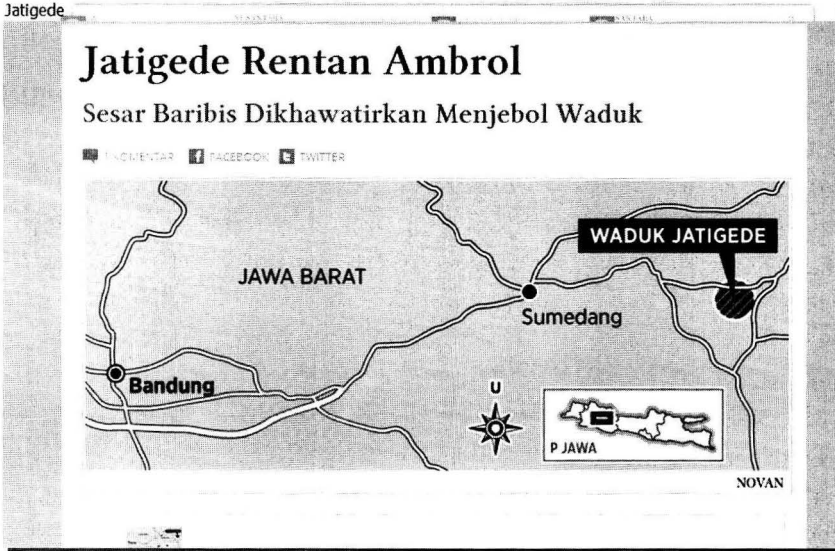 Jatigede
Jatigede Rentan Ambrol
Sesar Baribis Dikhawatirkan Menjebol Waduk
KOMENTAR FACEBOOK TWITTER
WADUK JATIGEDE
JAWA BARAT
Sumedang
Bandung
U
P JAWA
NOVAN